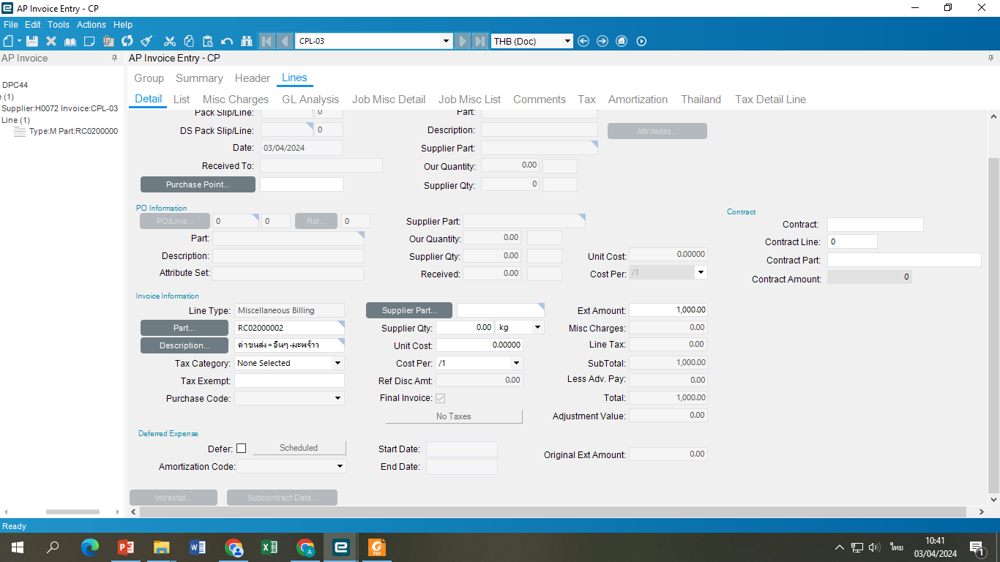 AP Invoice Entry - CP
File Edit Tools Actions Help
CPL-03 THB (Doc)
AP Invoice
AP Invoice Entry - CP
Group Summary Header Lines
Detail List Misc Charges GL Analysis Job Misc Detail Job Misc List Comments Tax Amortization Thailand Tax Detail Line
DPC44
e (1)
Supplier:H0072 Invoice:CPL-03
Line (1)
Type:M Part:RC0200000
Pack Slip/Line: 0 Part:
DS Pack Slip/Line: 0 Description: Attributes...
Date: 03/04/2024 Supplier Part:
Received To: Our Quantity: 0.00
Purchase Point... Supplier Qty: 0
PO Information Contract
PO/Line... 0 0 Rel... 0 Supplier Part: Contract:
Part: Our Quantity: 0.00 Contract Line: 0
Description: Supplier Qty: 0.00 Unit Cost: 0.00000 Contract Part:
Attribute Set: Received: 0.00 Cost Per: /1 Contract Amount: 0
Invoice Information
Line Type: Miscellaneous Billing Supplier Part... Ext Amount: 1,000.00
Part... RC02000002 Supplier Qty: 0.00 kg Misc Charges: 0.00
Description... ค่าขนส่ง+อื่นๆ-มะพร้าว Unit Cost: 0.00000 Line Tax: 0.00
Tax Category: None Selected Cost Per: /1 SubTotal: 1,000.00
Tax Exempt: Ref Disc Amt: 0.00 Less Adv. Pay: 0.00
Purchase Code: Final Invoice: Total: 1,000.00
No Taxes Adjustment Value: 0.00
Deferred Expense
Defer: Scheduled Start Date: Original Ext Amount: 0.00
Amortization Code: End Date:
Intrastat... Subcontract Data...
Ready
ไทย 10:41
03/04/2024 1